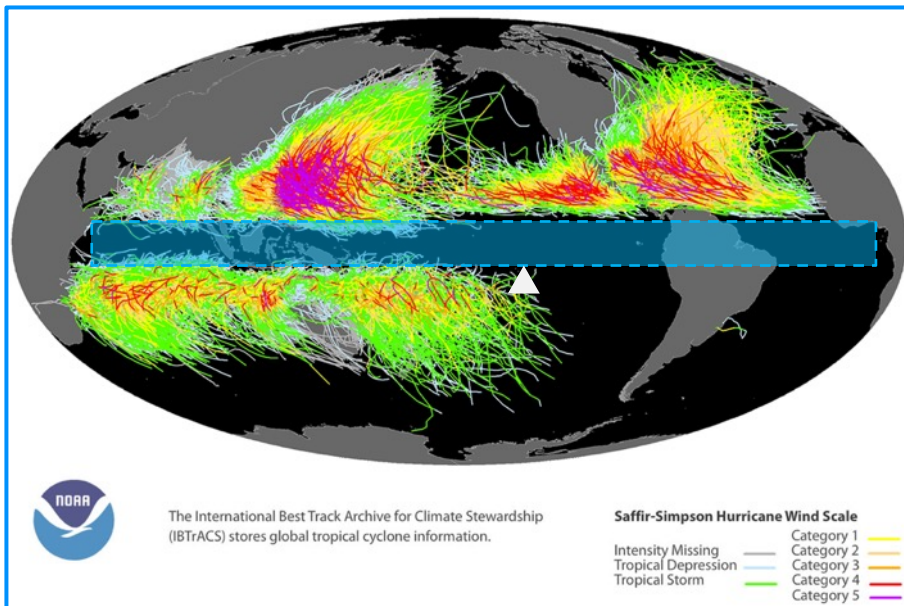 NOAA
The International Best Track Archive for Climate Stewardship
(IBTrACS) stores global tropical cyclone information.
Saffir-Simpson Hurricane Wind Scale
Intensity Missing
Tropical Depression
Tropical Storm
Category 1
Category 2
Category 3
Category 4
Category 5